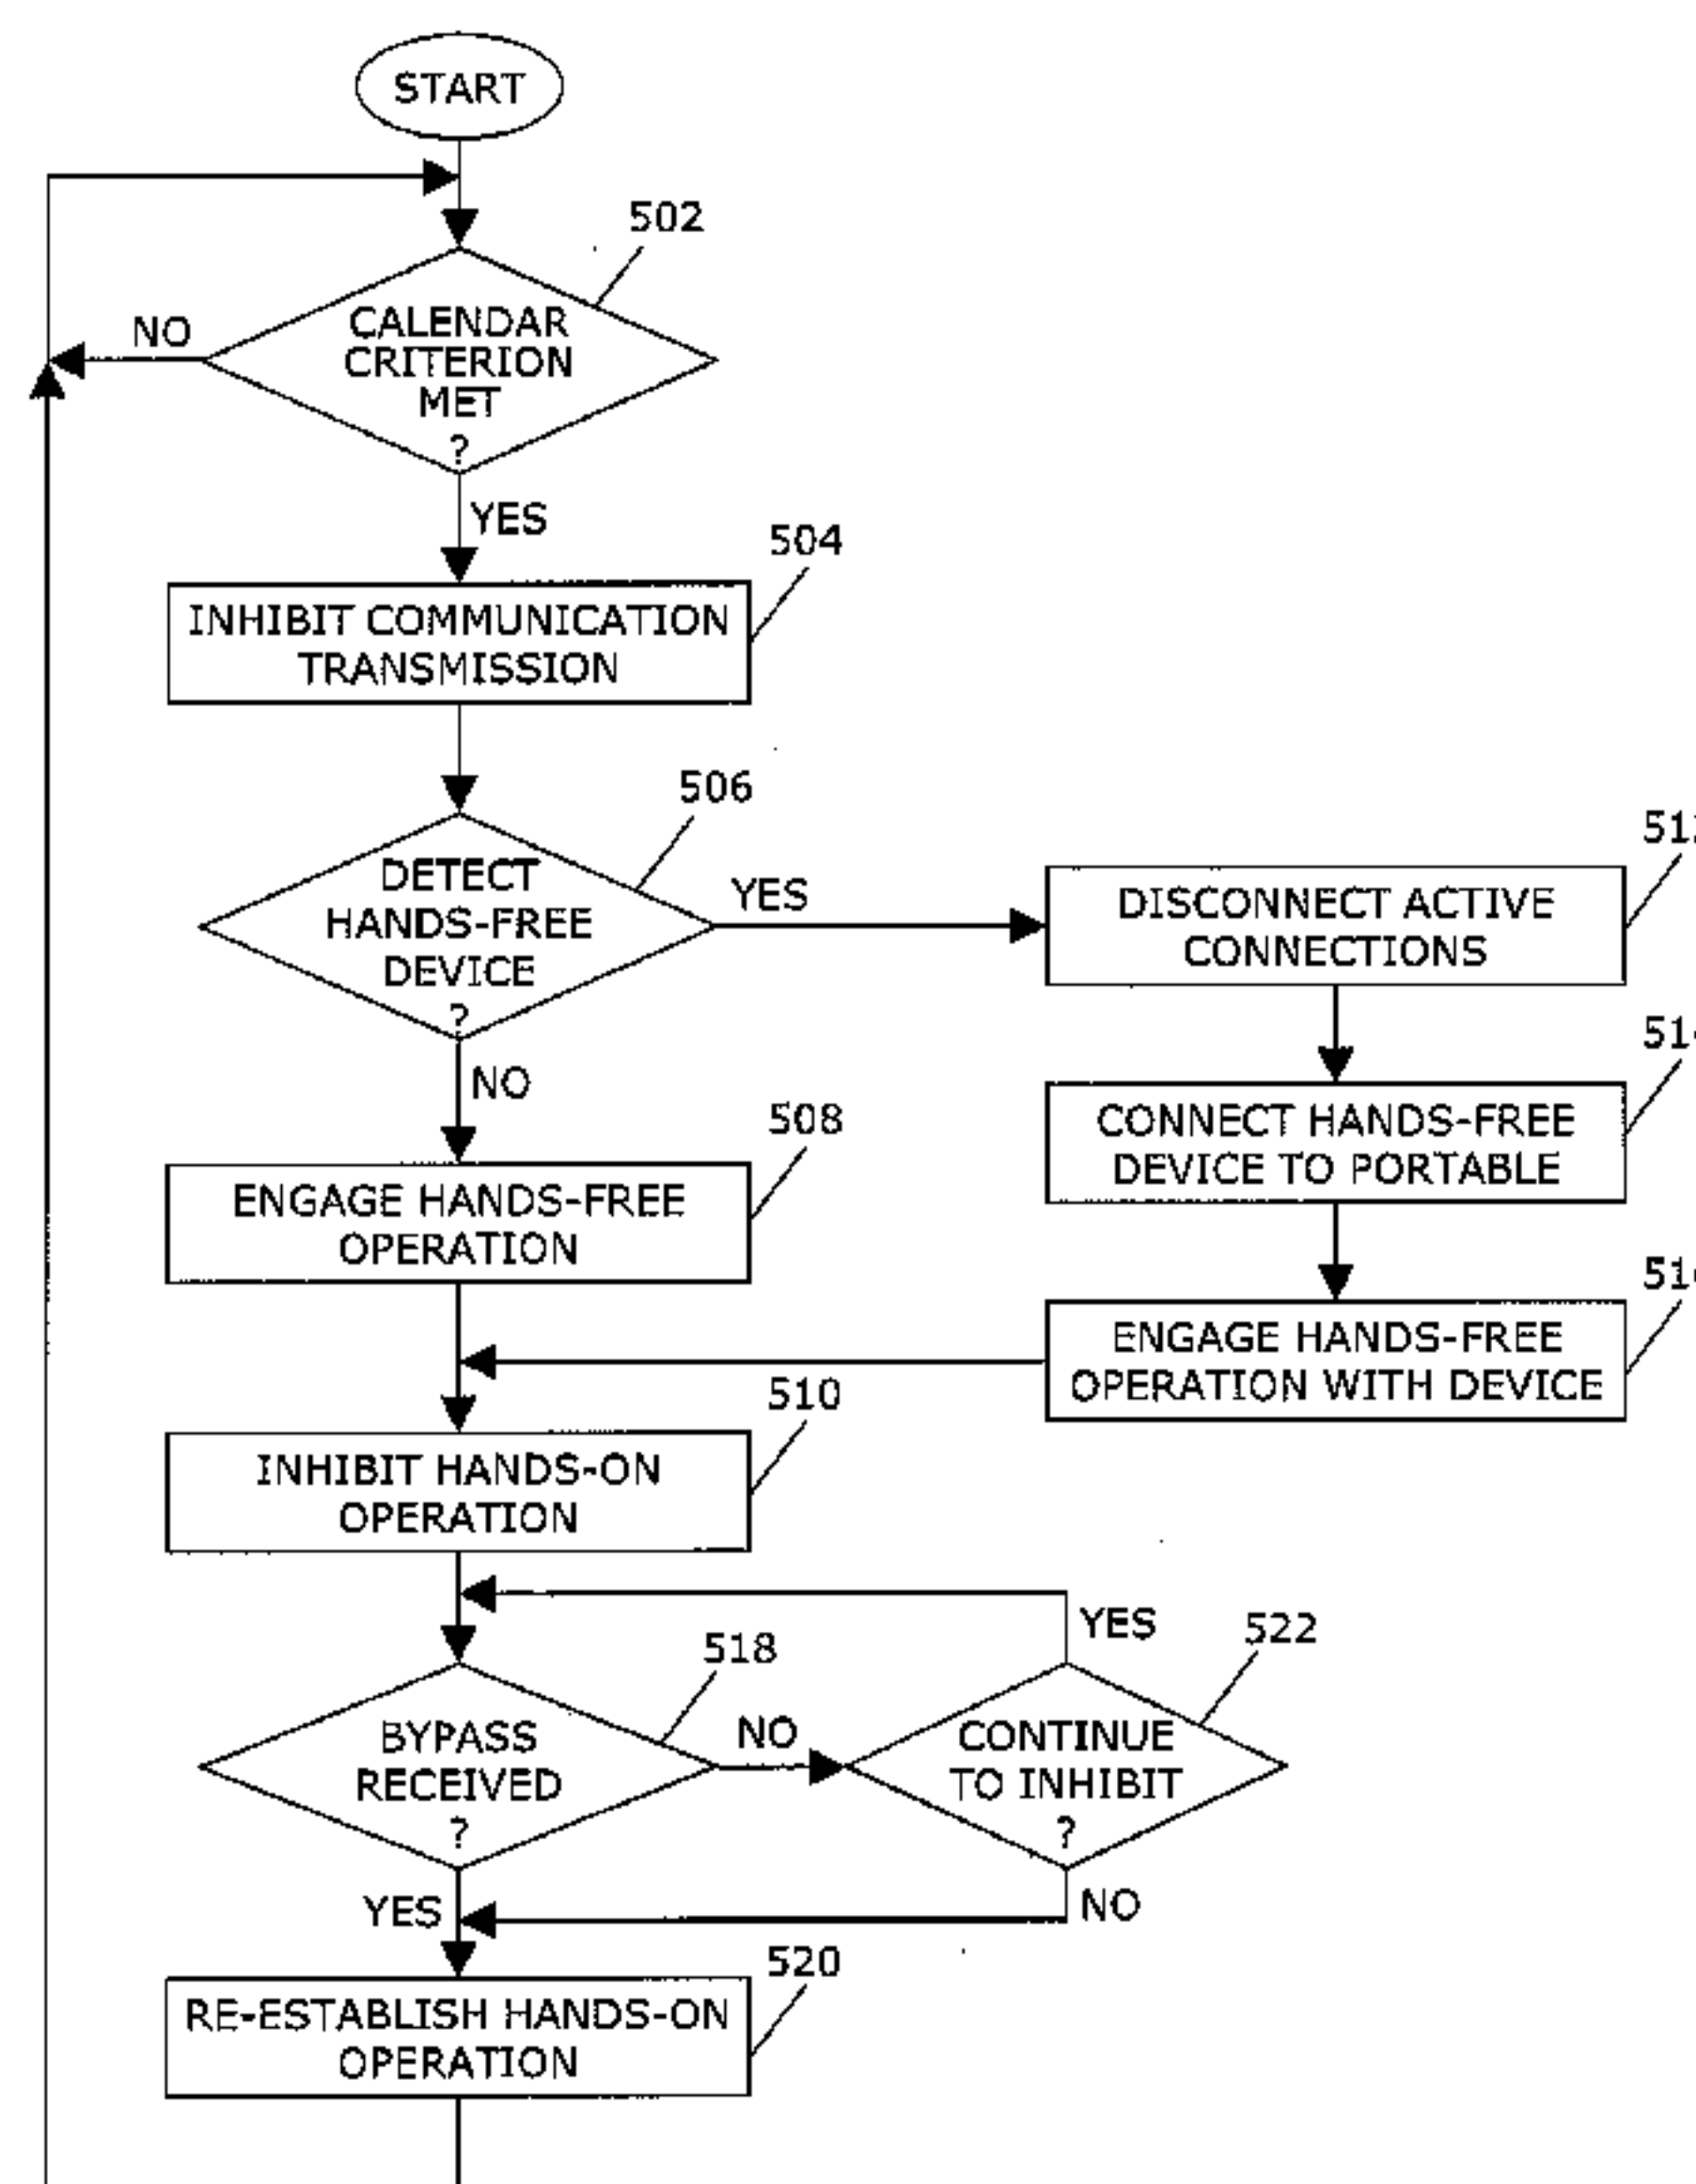 START
502
NO
CALENDAR
CRITERION
MET
?
YES
504
INHIBIT COMMUNICATION
TRANSMISSION
506
DETECT
HANDS-FREE
DEVICE
?
YES
DISCONNECT ACTIVE
CONNECTIONS
NO
CONNECT HANDS-FREE
DEVICE TO PORTABLE
508
ENGAGE HANDS-FREE
OPERATION
ENGAGE HANDS-FREE
OPERATION WITH DEVICE
510
INHIBIT HANDS-ON
OPERATION
518
BYPASS
RECEIVED
?
NO
YES
522
CONTINUE
TO INHIBIT
?
YES
NO
520
RE-ESTABLISH HANDS-ON
OPERATION